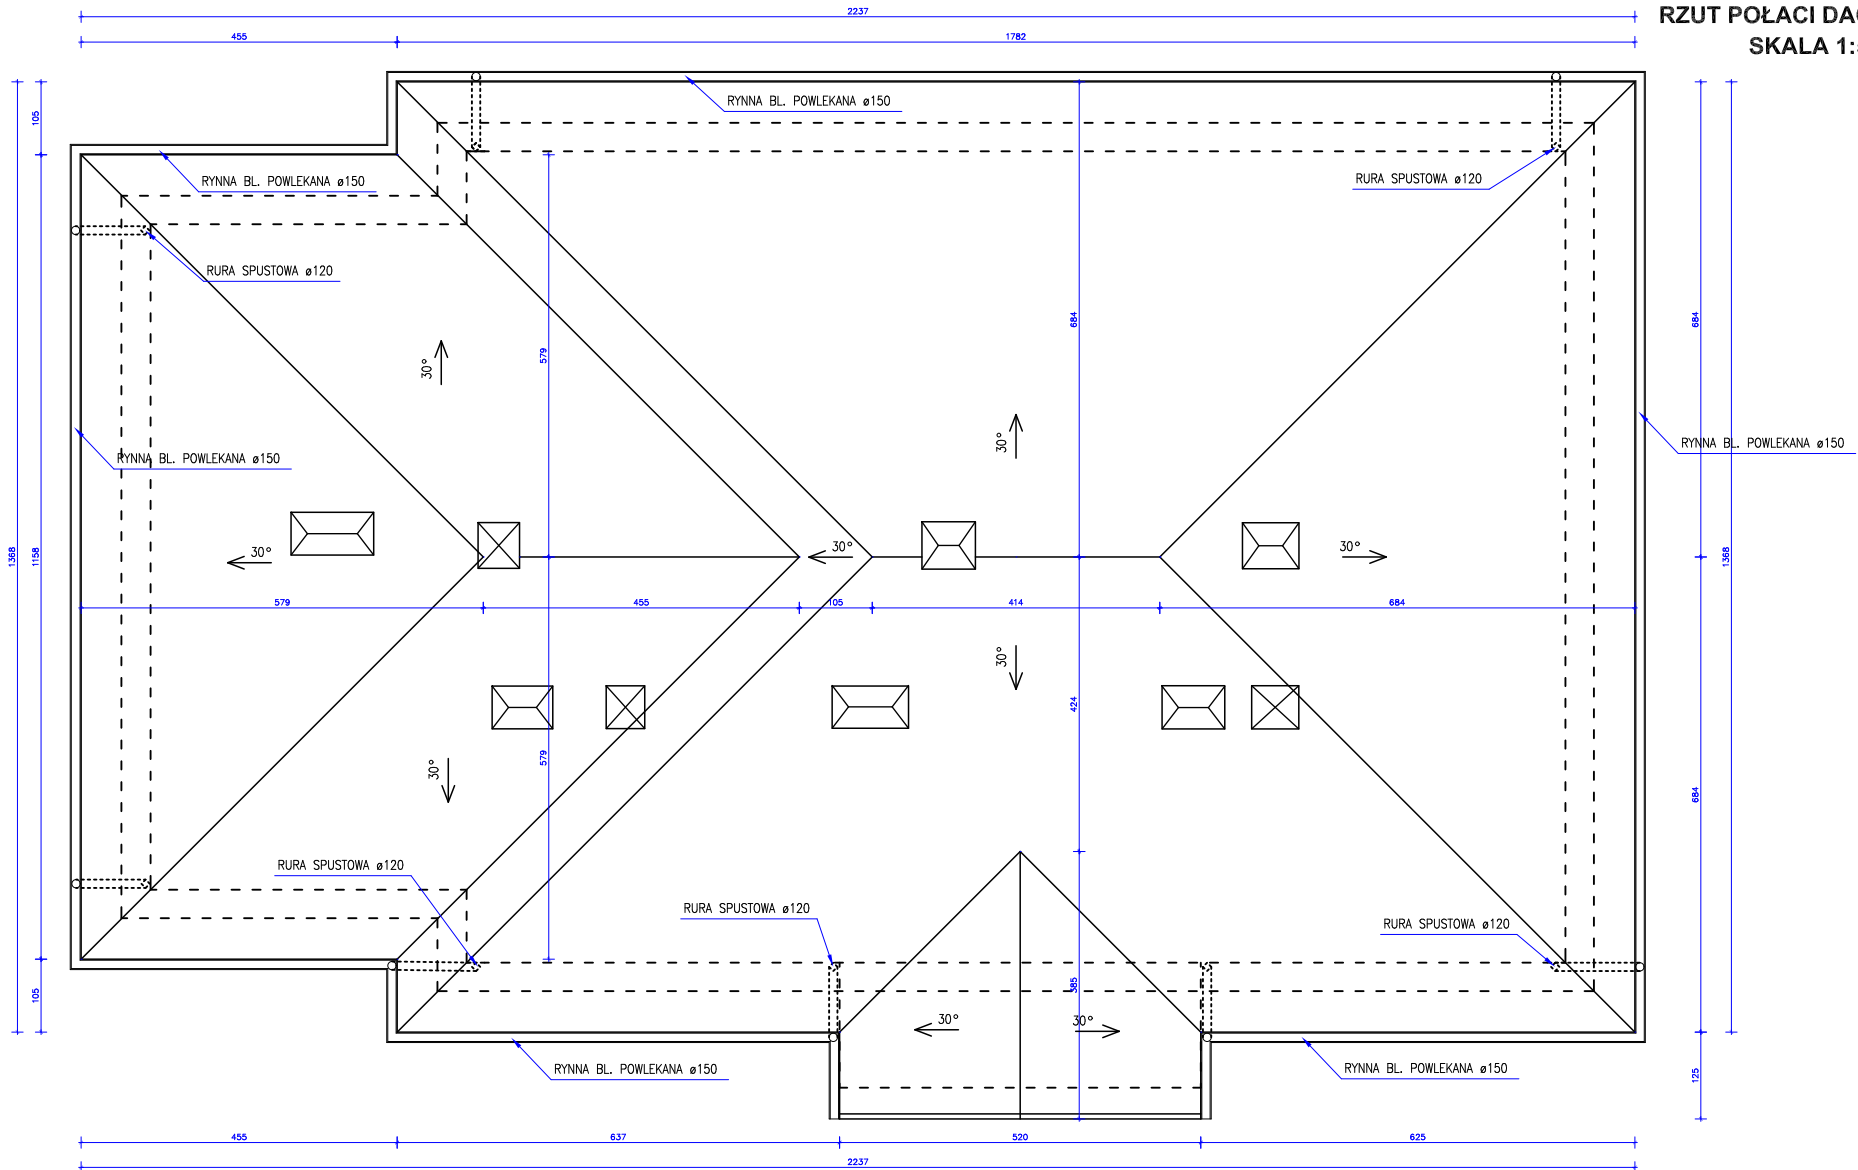 2237
RZUT POŁACI DA
SKALA 1:
455
1782
105
RYNNA BL. POWLEKANA ø150
RYNNA BL. POWLEKANA ø150
RURA SPUSTOWA ø120
RURA SPUSTOWA ø120
684
684
579
30°
30°
RYNNA BL. POWLEKANA ø150
RYNNA BL. POWLEKANA ø150
1368
1158
30°
30°
30°
1368
579
455
105
414
684
30°
424
579
30°
684
RURA SPUSTOWA ø120
RURA SPUSTOWA ø120
RURA SPUSTOWA ø120
105
385
30°
30°
RYNNA BL. POWLEKANA ø150
RYNNA BL. POWLEKANA ø150
125
455
637
520
625
2237